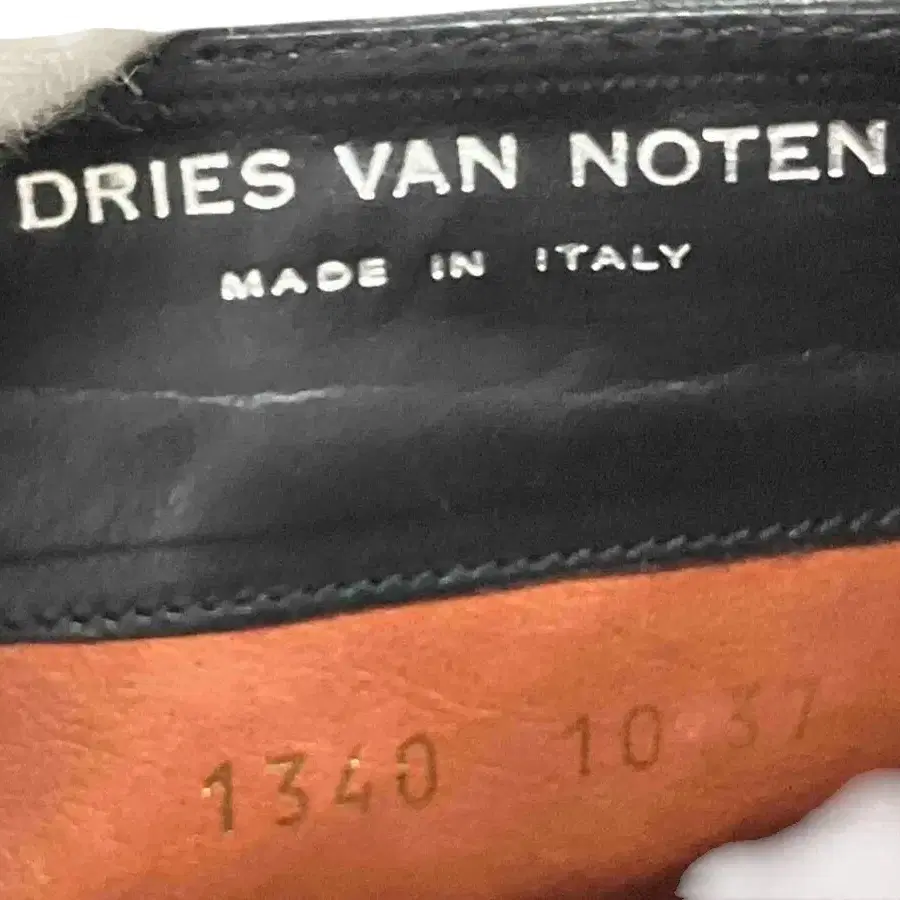 DRIES VAN NOTEN
MADE IN ITALY
1340 10 37